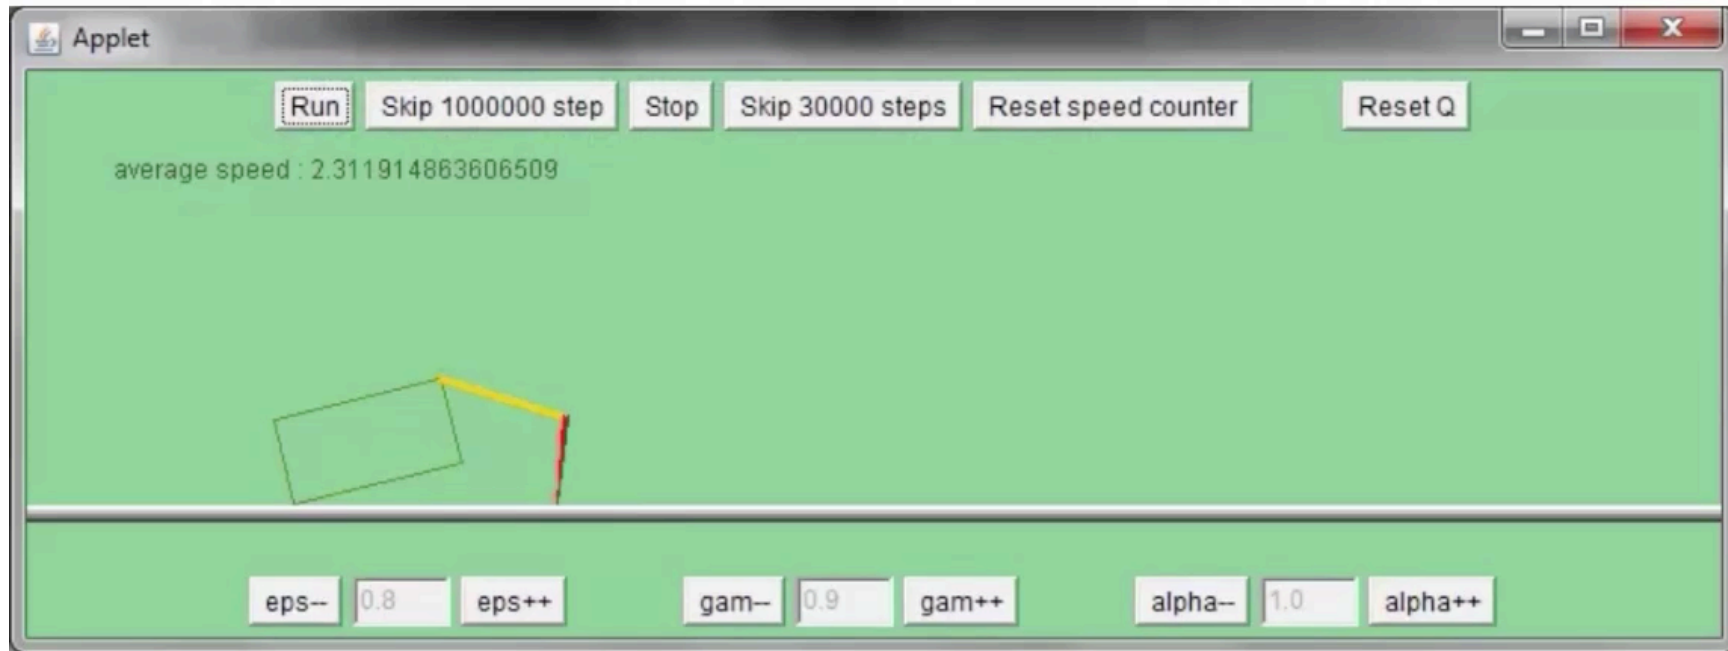 Applet
Run Skip 1000000 step Stop Skip 30000 steps Reset speed counter Reset Q
average speed : 2.311914863606509
eps-- 0.8 eps++ gam-- 0.9 gam++ alpha-- 1.0 alpha++